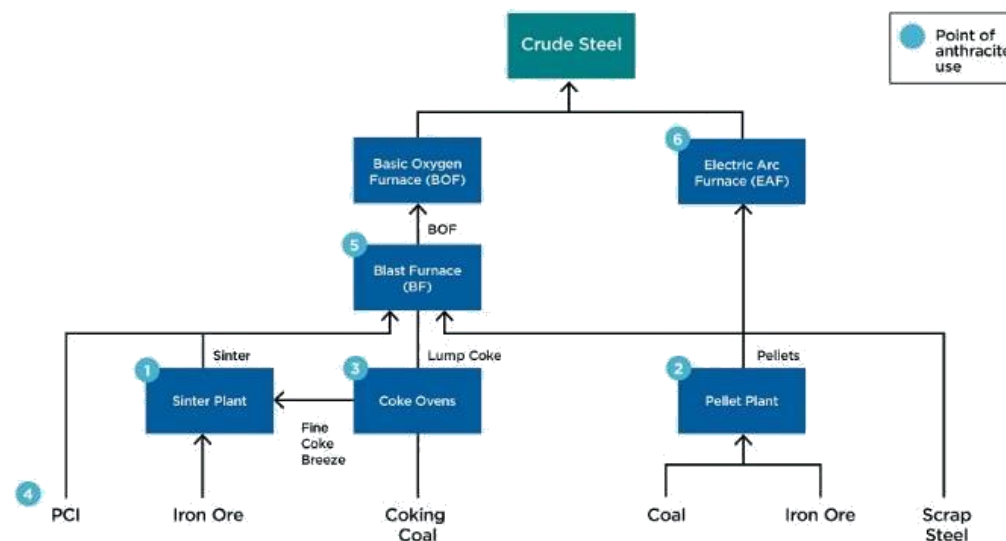 Crude Steel
Point of
anthracite
use
6
Basic Oxygen
Furnace (BOF)
Electric Arc
Furnace (EAF)
BOF
5
Blast Furnace
(BF)
Sinter
Lump Coke
Pellets
1
3
2
Sinter Plant
Coke Ovens
Pellet Plant
Fine
Coke
Breeze
4
PCI
Iron Ore
Coking
Coal
Coal
Iron Ore
Scrap
Steel